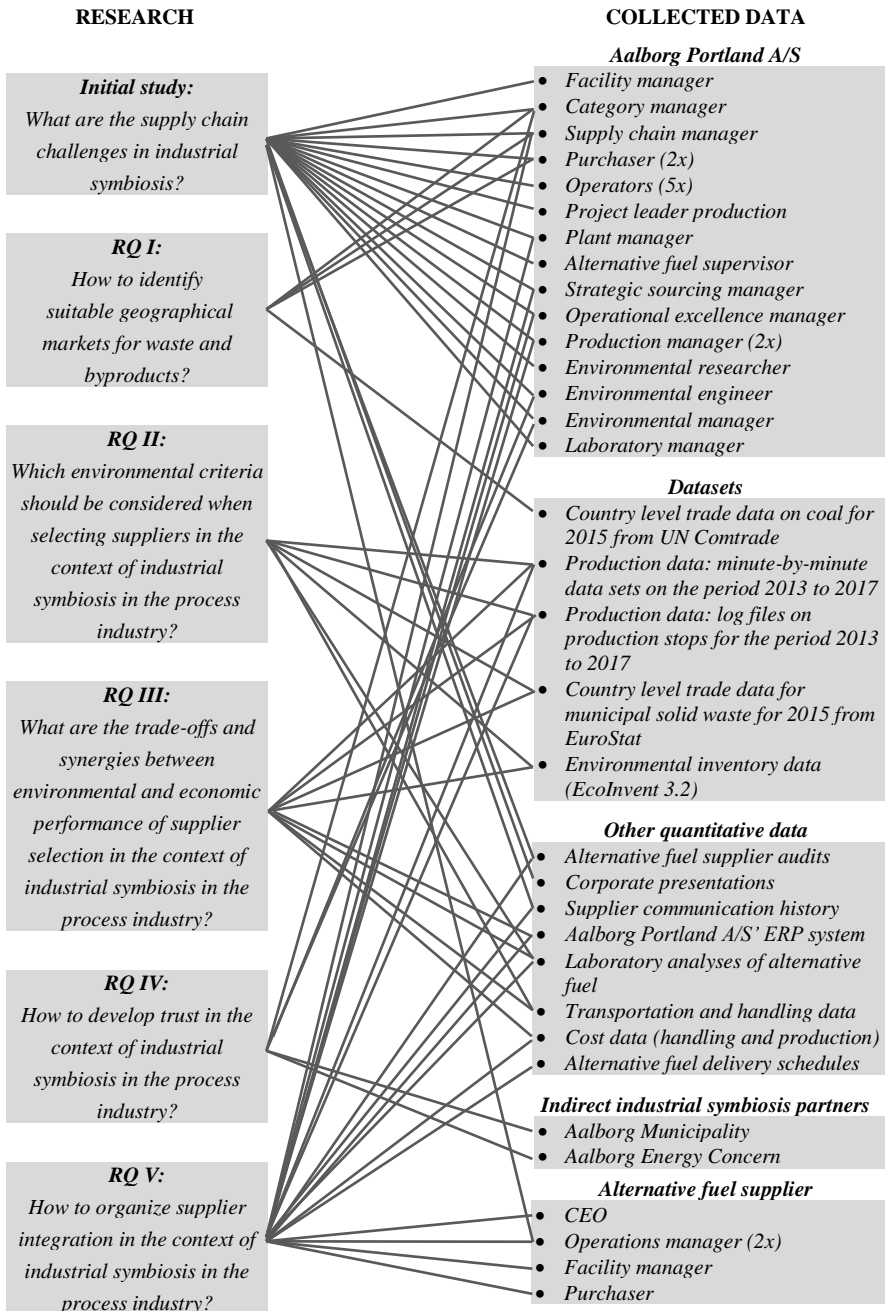 RESEARCH
Initial study:
What are the supply chain
challenges in industrial
symbiosis?
RQ I:
How to identify
suitable geographical
markets for waste and
byproducts?
RQ II:
Which environmental criteria
should be considered when
selecting suppliers in the
context of industrial
symbiosis in the process
industry?
RQ III:
What are the trade-offs and
synergies between
environmental and economic
performance of supplier
selection in the context of
industrial symbiosis in the
process industry?
RQ IV:
How to develop trust in the
context of industrial
symbiosis in the process
industry?
RQ V:
How to organize supplier
integration in the context of
industrial symbiosis in the
process industry?
COLLECTED DATA
Aalborg Portland A/S
• Facility manager
• Category manager
• Supply chain manager
• Purchaser (2x)
• Operators (5x)
• Project leader production
• Plant manager
• Alternative fuel supervisor
• Strategic sourcing manager
• Operational excellence manager
• Production manager (2x)
• Environmental researcher
• Environmental engineer
• Environmental manager
• Laboratory manager
Datasets
• Country level trade data on coal for
2015 from UN Comtrade
• Production data: minute-by-minute
data sets on the period 2013 to 2017
• Production data: log files on
production stops for the period 2013
to 2017
• Country level trade data for
municipal solid waste for 2015 from
EuroStat
• Environmental inventory data
(EcoInvent 3.2)
Other quantitative data
• Alternative fuel supplier audits
• Corporate presentations
• Supplier communication history
• Aalborg Portland A/S’ ERP system
• Laboratory analyses of alternative
fuel
• Transportation and handling data
• Cost data (handling and production)
• Alternative fuel delivery schedules
Indirect industrial symbiosis partners
• Aalborg Municipality
• Aalborg Energy Concern
Alternative fuel supplier
• CEO
• Operations manager (2x)
• Facility manager
• Purchaser